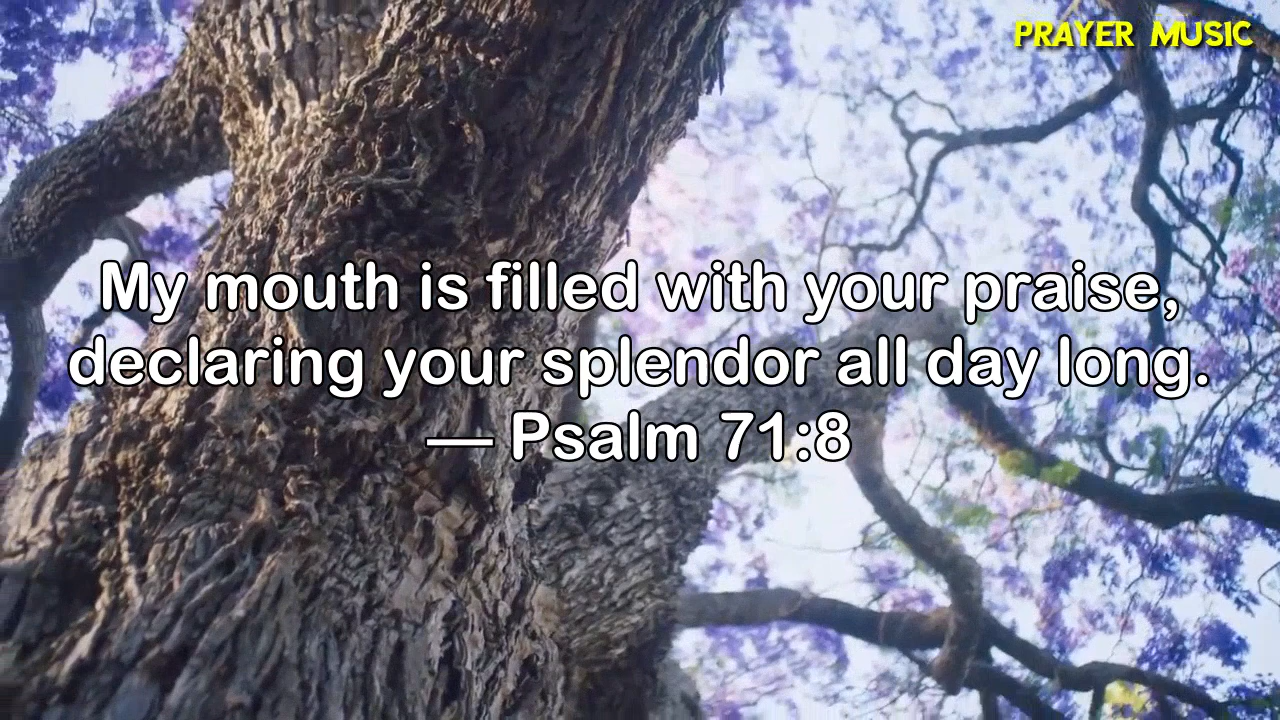 PRAYER MUSIC
My mouth is filled with your praise,
declaring your splendor all day long.
— Psalm 71:8